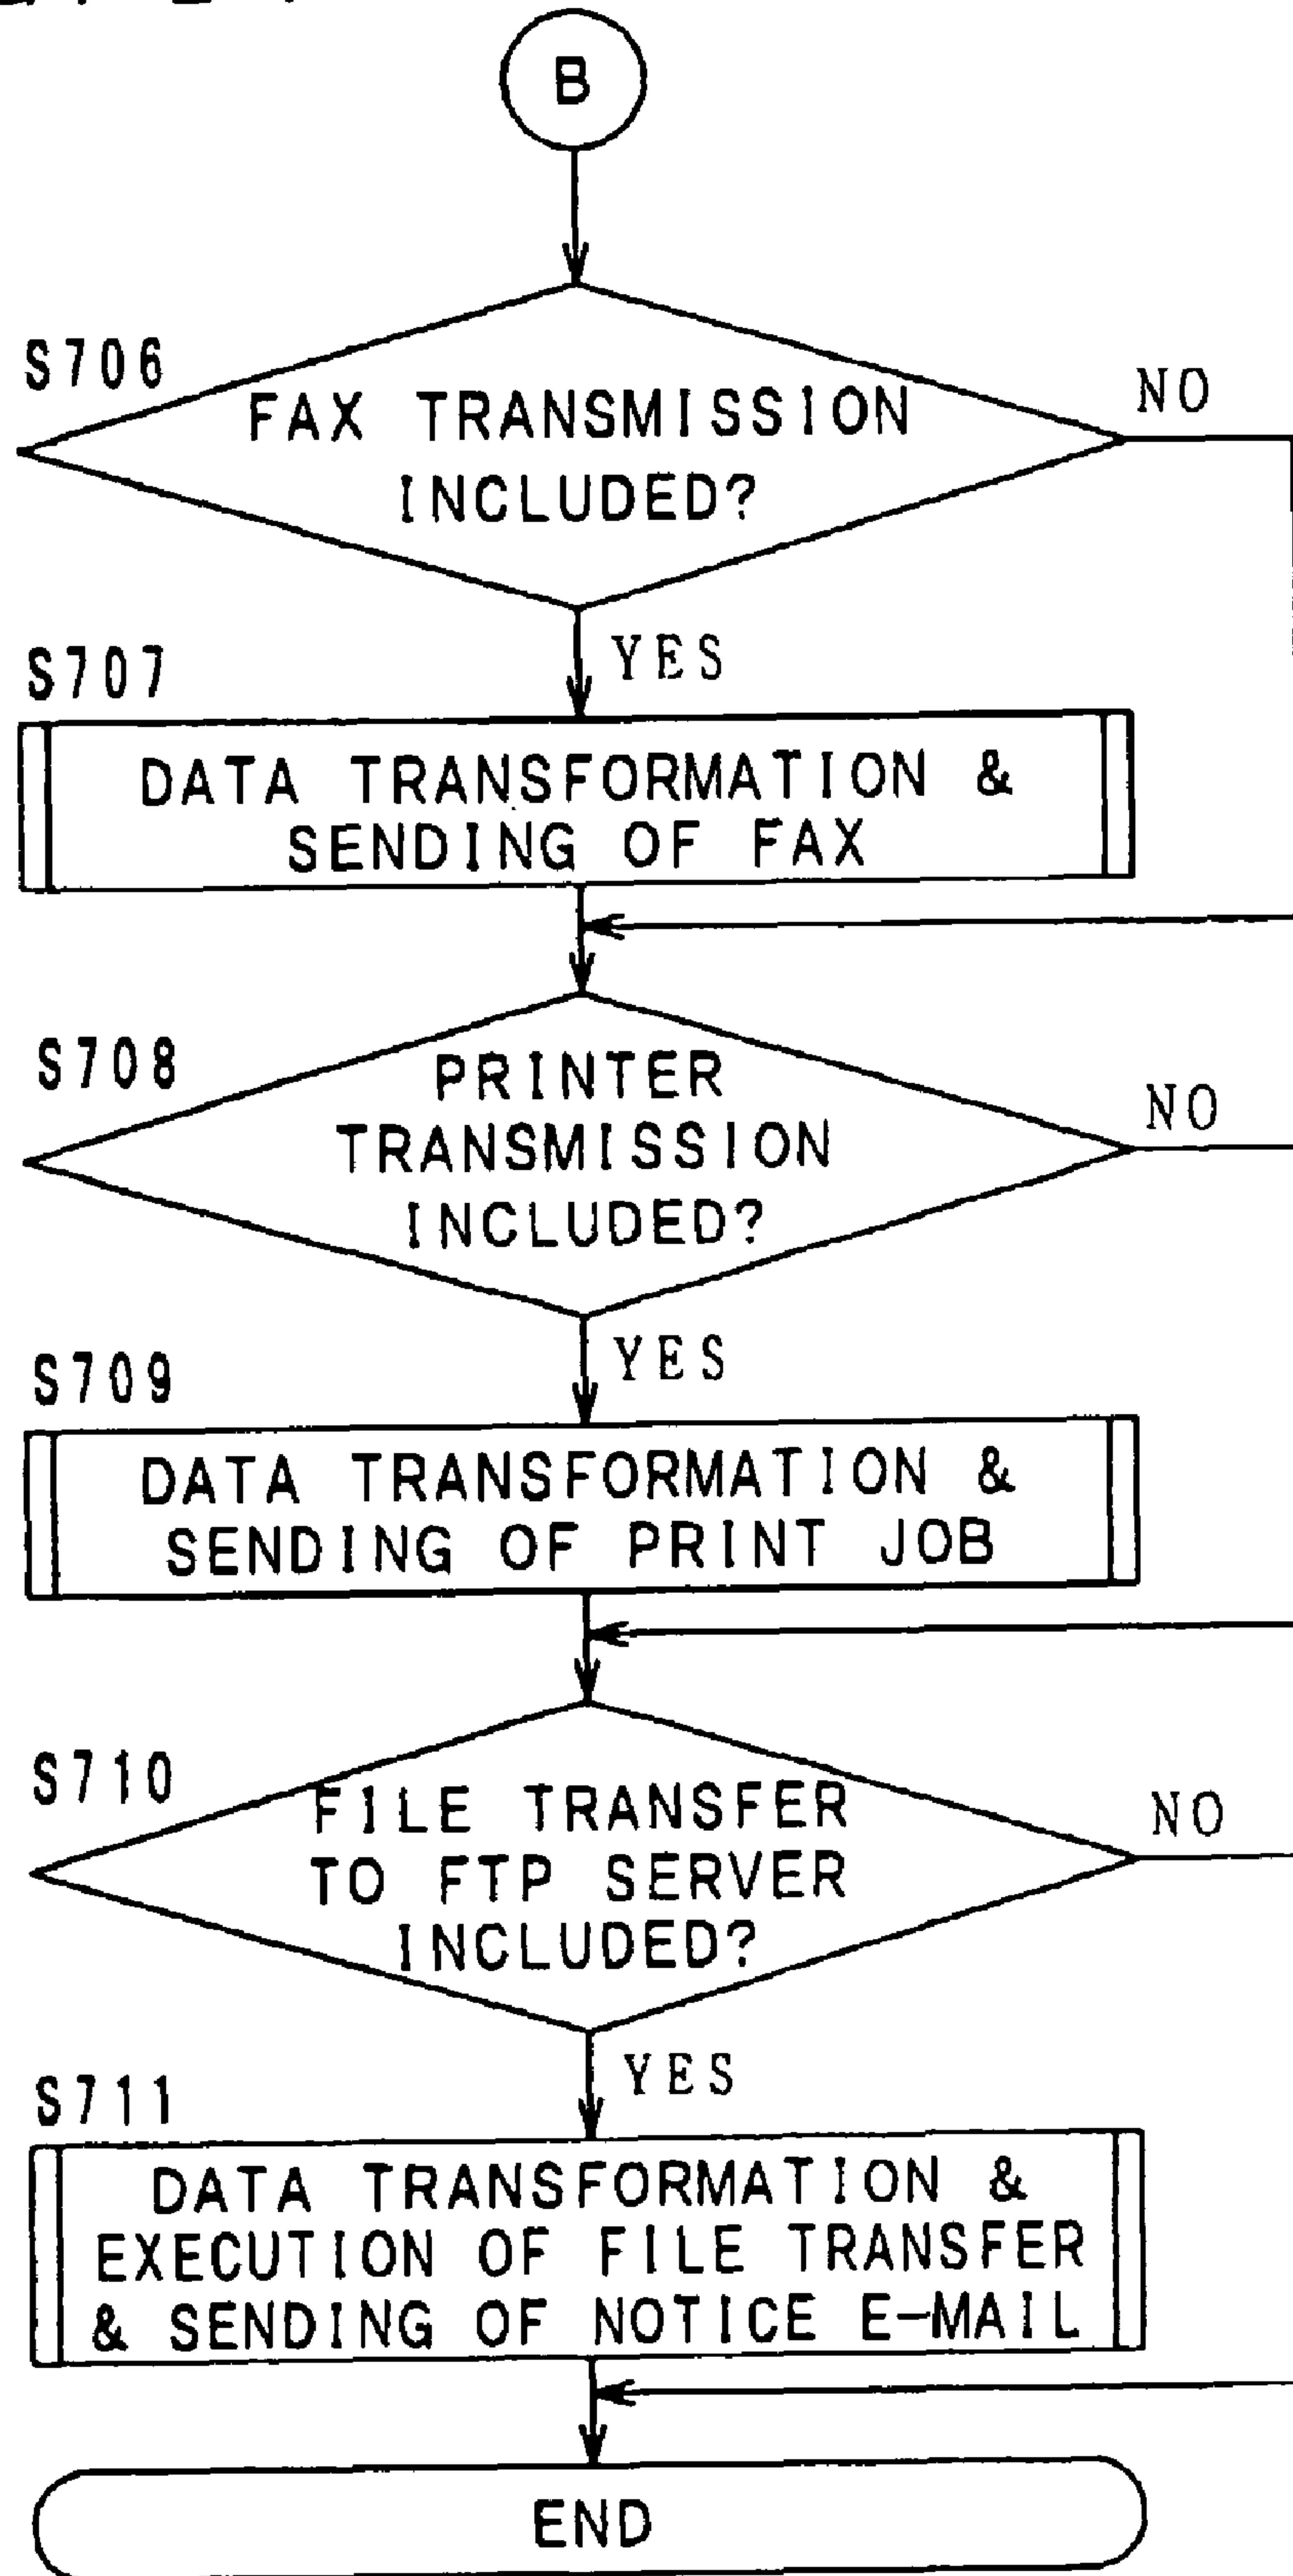 B
S706
FAX TRANSMISSION
INCLUDED?
NO
YES
S707
DATA TRANSFORMATION &
SENDING OF FAX
S708
PRINTER
TRANSMISSION
INCLUDED?
NO
YES
S709
DATA TRANSFORMATION &
SENDING OF PRINT JOB
S710
FILE TRANSFER
TO FTP SERVER
INCLUDED?
NO
YES
S711
DATA TRANSFORMATION &
EXECUTION OF FILE TRANSFER
& SENDING OF NOTICE E-MAIL
END